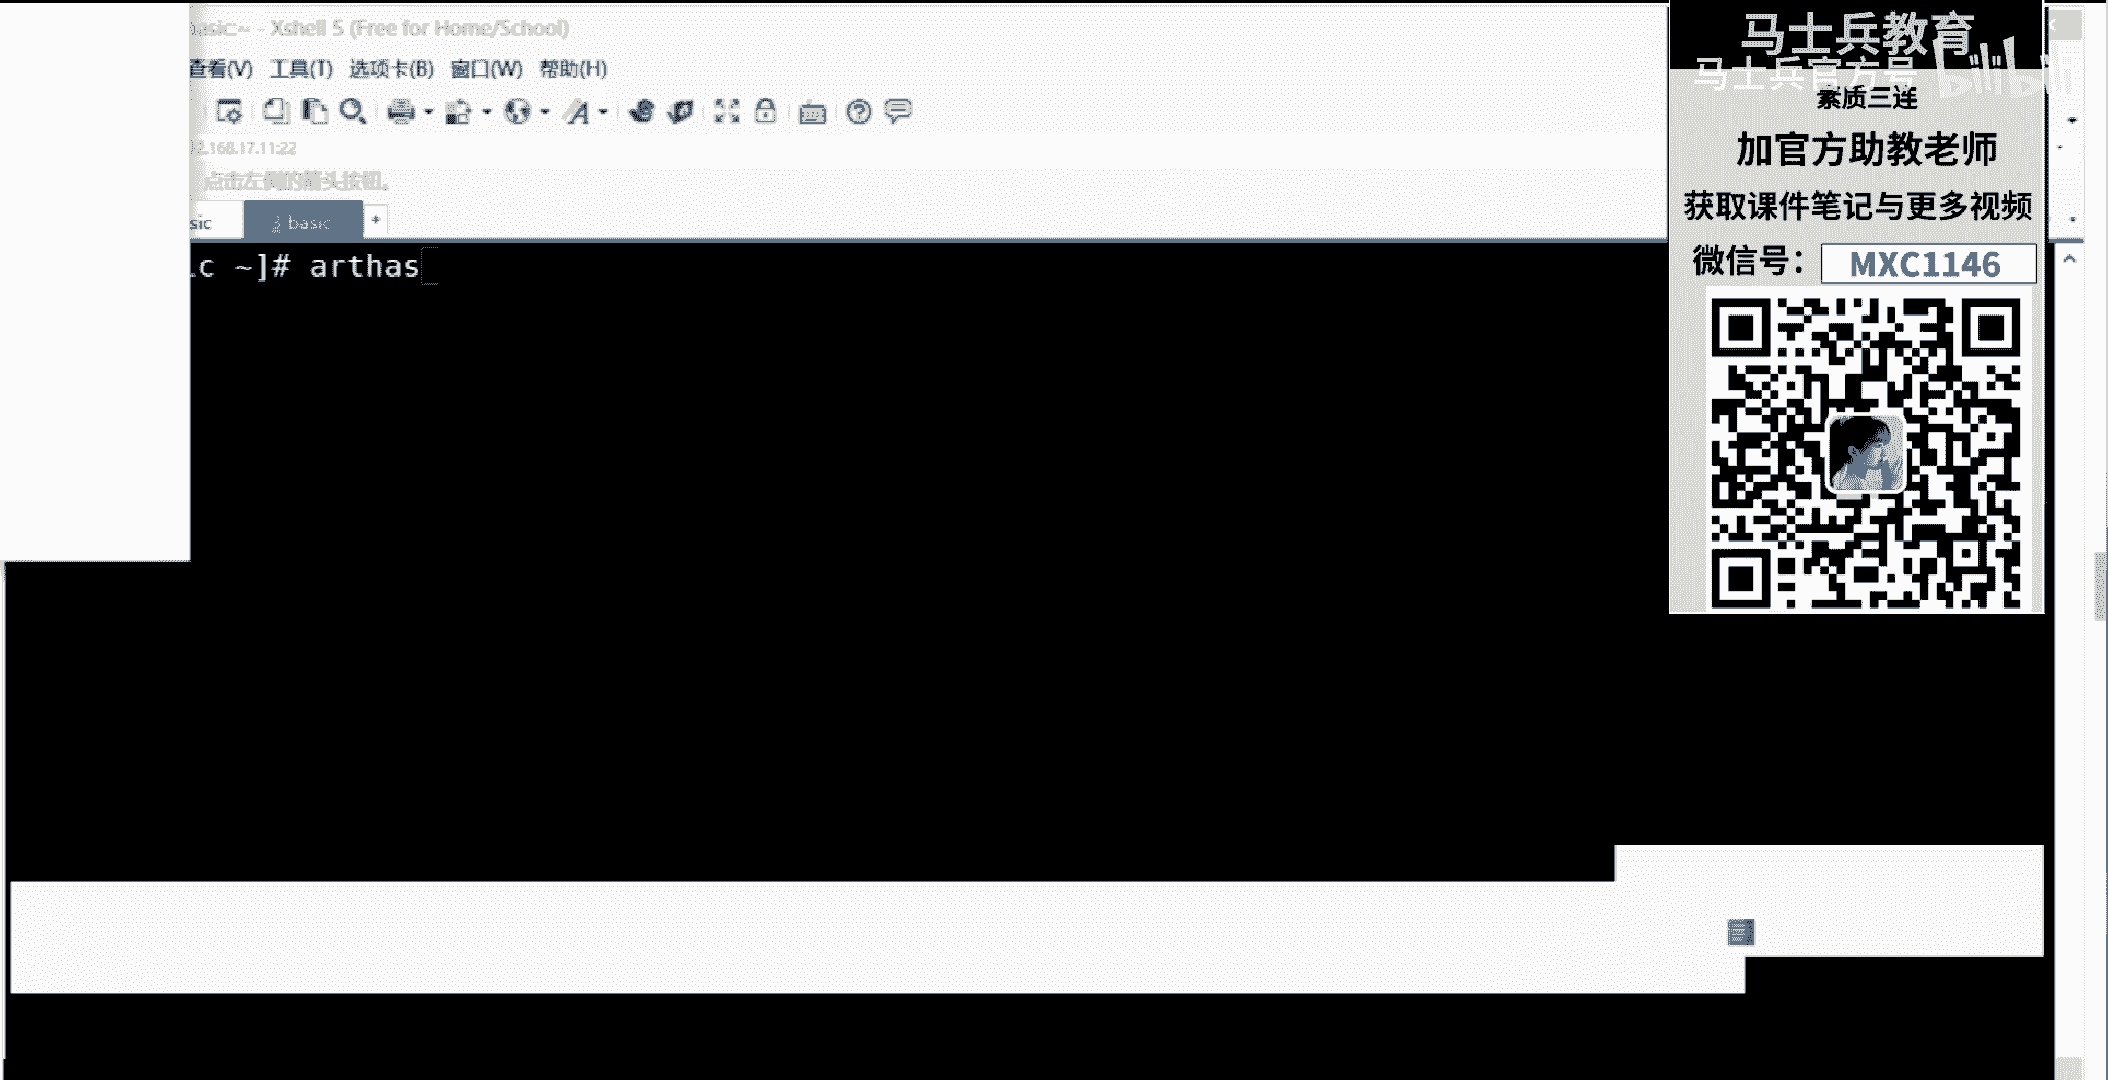 basic:~ - Xshell 5 (Free for Home/School)
查看(V) 工具(T) 选项卡(B) 窗口(W) 帮助(H)
2.168.17.11:22
点击左侧的箭头按钮。
sic
2 basic
+
c ~]# arthas
马士兵教育
马士兵官方号 bilibili
素质三连
加官方助教老师
获取课件笔记与更多视频
微信号： MXC1146